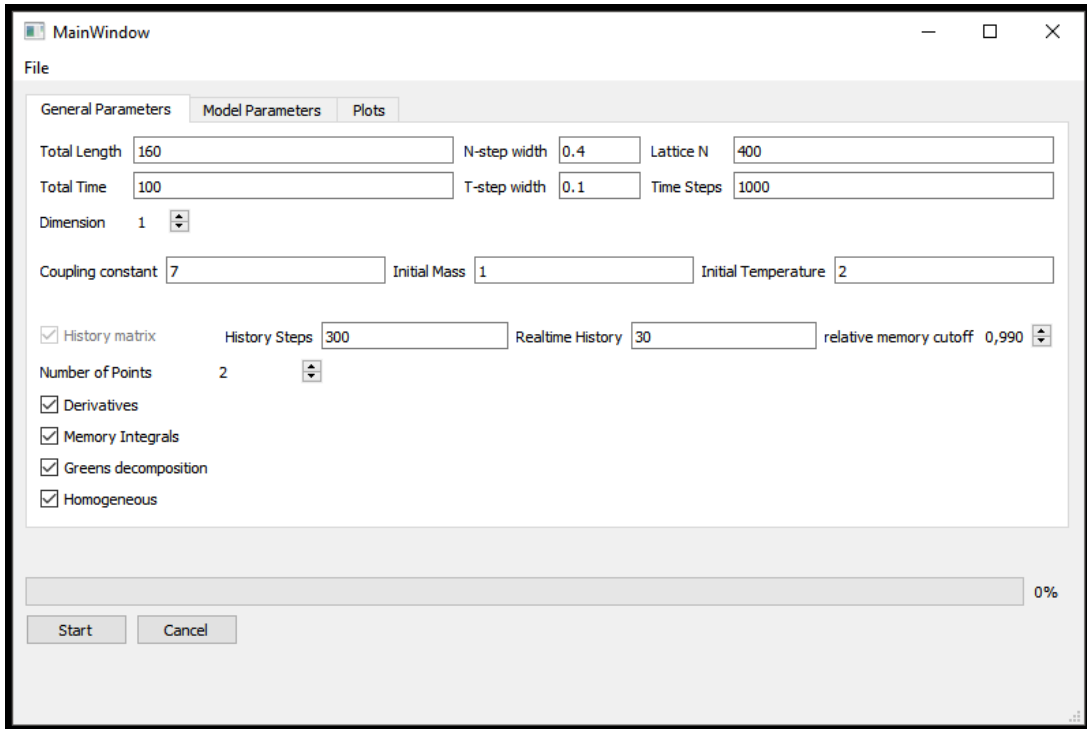 MainWindow
File
General Parameters Model Parameters Plots
Total Length 160 N-step width 0.4 Lattice N 400
Total Time 100 T-step width 0.1 Time Steps 1000
Dimension 1
Coupling constant 7 Initial Mass 1 Initial Temperature 2
History matrix History Steps 300 Realtime History 30 relative memory cutoff 0,990
Number of Points 2
Derivatives
Memory Integrals
Greens decomposition
Homogeneous
0%
Start Cancel